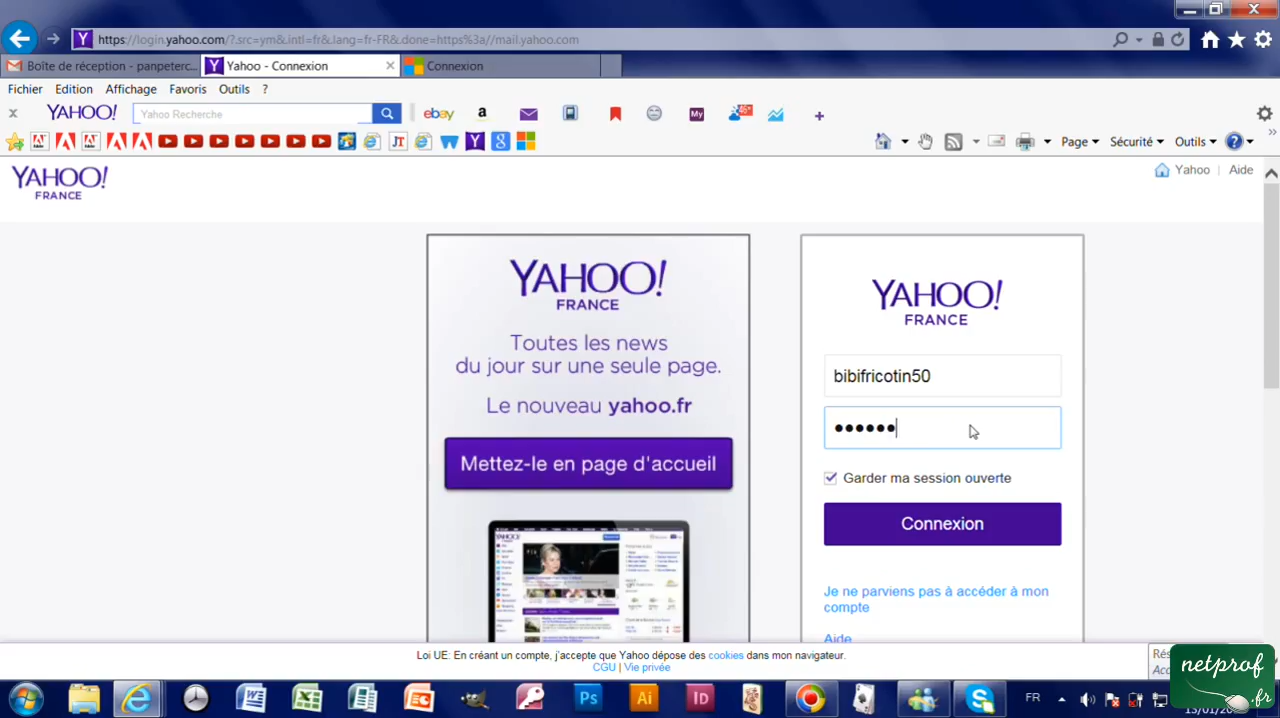 https://login.yahoo.com/?.src=ym&.intl=fr&.lang=fr-FR&.done=https%3a//mail.yahoo.com
Boîte de réception - panpeterc...
Yahoo - Connexion
Connexion
Fichier Edition Affichage Favoris Outils ?
YAHOO! Yahoo Recherche ebay a My
JT Page Sécurité Outils
YAHOO!
FRANCE
Yahoo | Aide
YAHOO!
FRANCE
Toutes les news
du jour sur une seule page.
Le nouveau yahoo.fr
Mettez-le en page d'accueil
YAHOO!
FRANCE
bibifricotin50
••••••
Garder ma session ouverte
Connexion
Je ne parviens pas à accéder à mon
compte
Aide
Loi UE: En créant un compte, j'accepte que Yahoo dépose des cookies dans mon navigateur.
CGU | Vie privée
netprof
.fr
Ps Ai ID FR